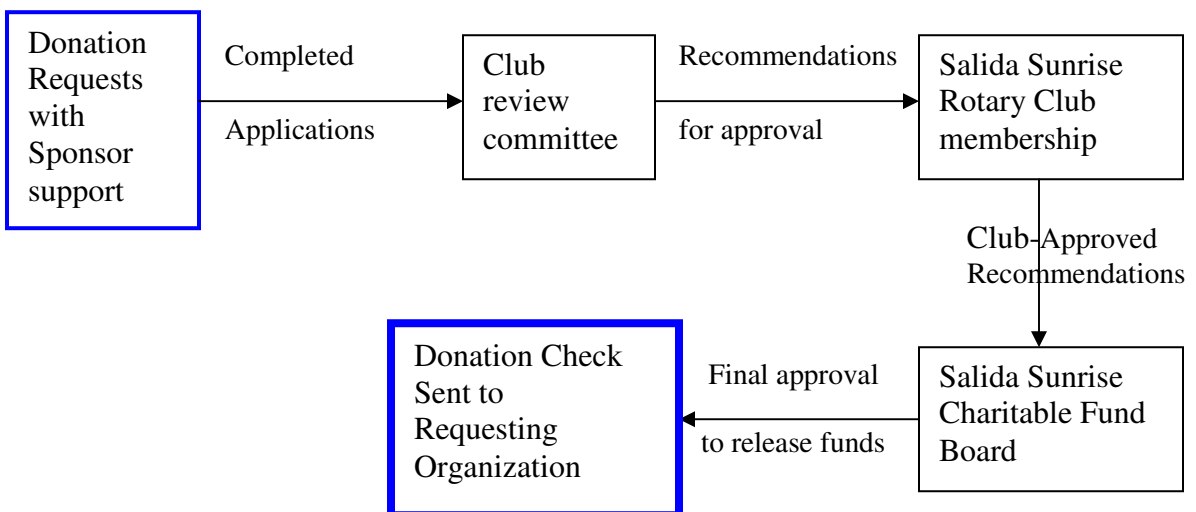 Donation
Requests
with
Sponsor
support
Completed
Applications
Club
review
committee
Recommendations
for approval
Salida Sunrise
Rotary Club
membership
Club-Approved
Recommendations
Salida Sunrise
Charitable Fund
Board
Final approval
to release funds
Donation Check
Sent to
Requesting
Organization